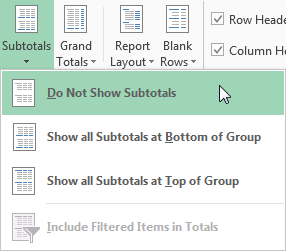 Subtotals Grand Report Blank Row Heade
Totals Layout Rows Column He
Do Not Show Subtotals
Show all Subtotals at Bottom of Group
Show all Subtotals at Top of Group
Include Filtered Items in Totals